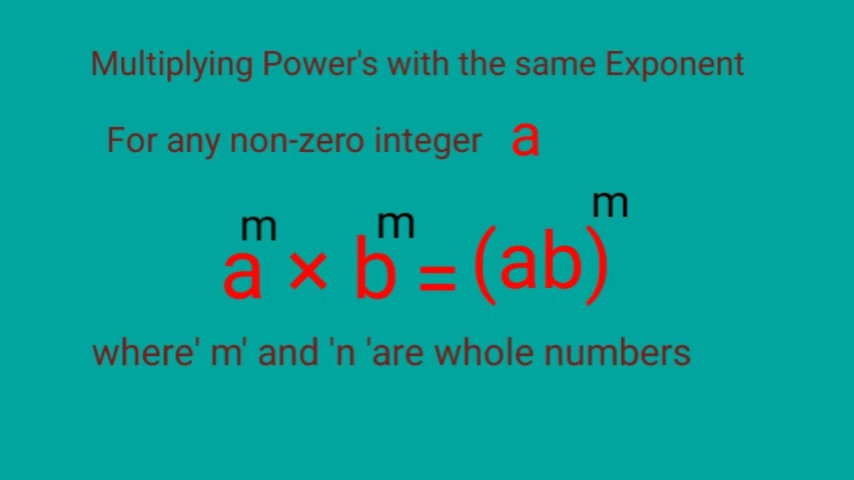 Multiplying Power's with the same Exponent
For any non-zero integer a
a^m × b^m = (ab)^m
where' m' and 'n 'are whole numbers